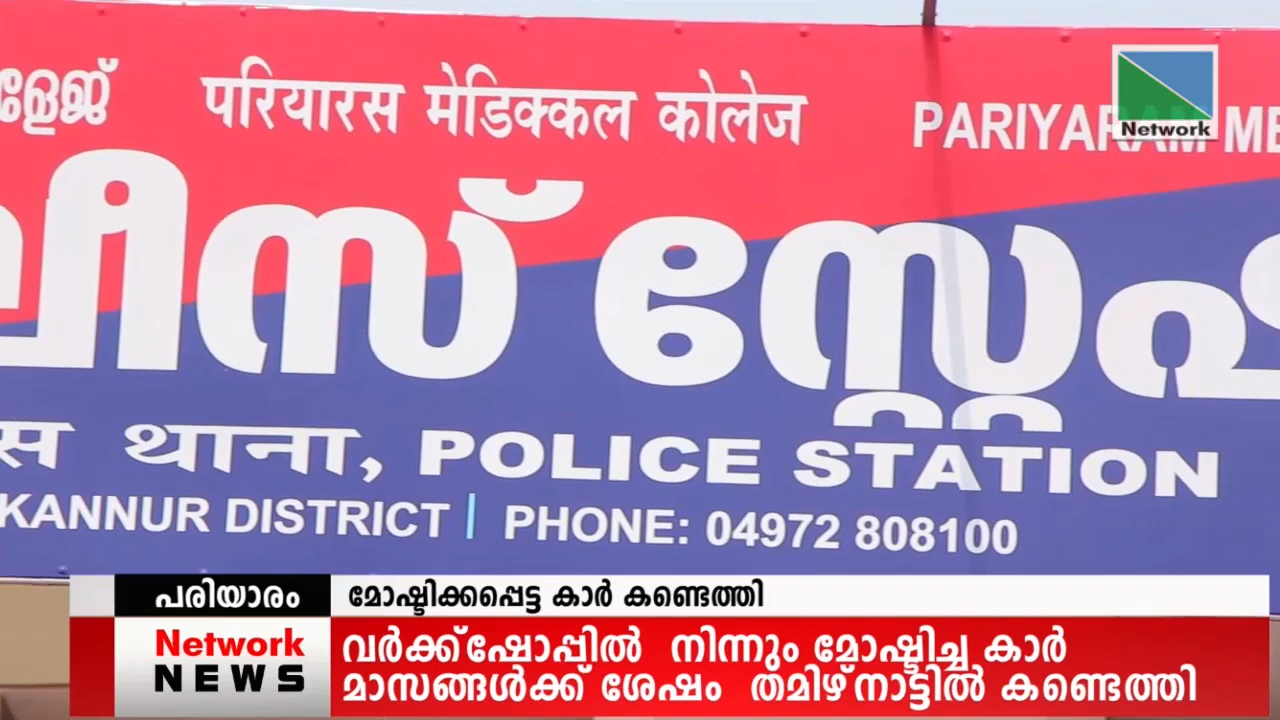 ളേജ് परियारस मेडिक्कल कोलेज PARIYARAM ME
Network
ലീസ് സ്റ്റേഷ
स थाना, POLICE STATION
KANNUR DISTRICT | PHONE: 04972 808100
പരിയാരം മോഷ്ടിക്കപ്പെട്ട കാർ കണ്ടെത്തി
Network NEWS
വർക്ക്ഷോപ്പിൽ നിന്നും മോഷ്ടിച്ച കാർ
മാസങ്ങൾക്ക് ശേഷം തമിഴ്നാട്ടിൽ കണ്ടെത്തി